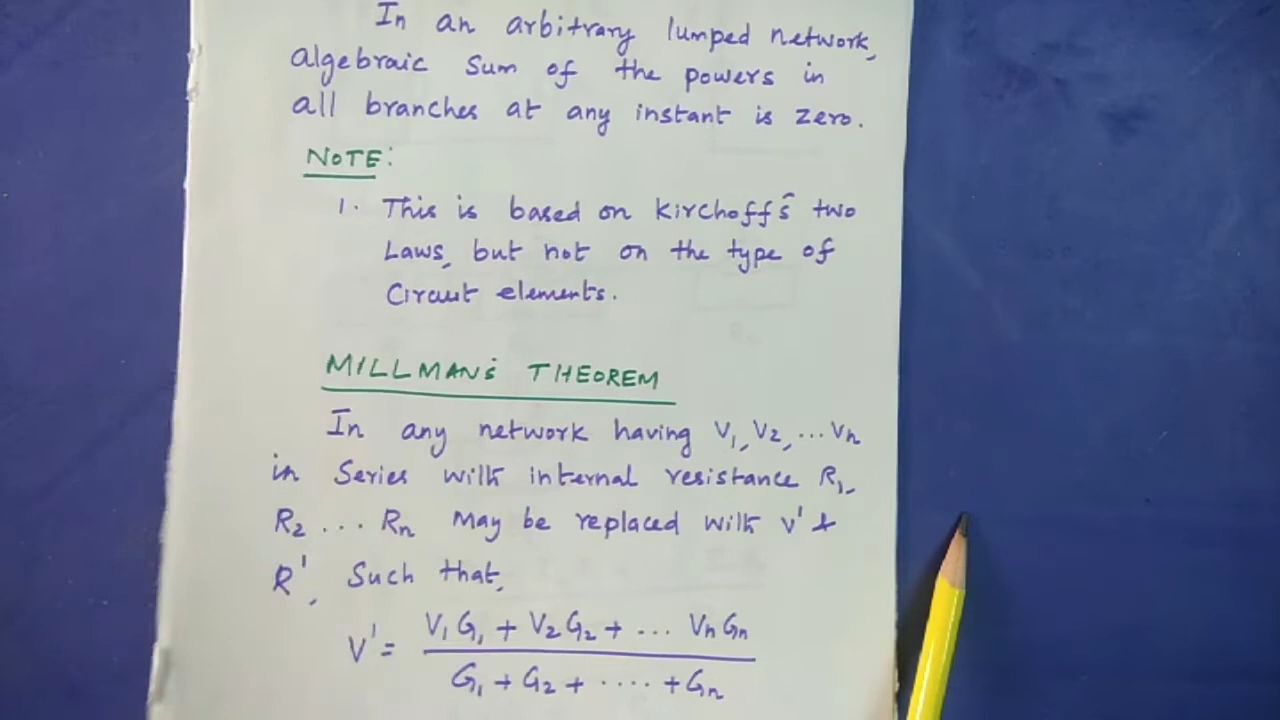 In an arbitrary lumped network,
algebraic sum of the powers in
all branches at any instant is zero.
NOTE:
1. This is based on Kirchoff's two
Laws, but not on the type of
Circuit elements.
MILLMAN's THEOREM
In any network having V₁, V₂, ... Vn
in Series with internal resistance R₁,
R₂ ... Rn May be replaced with V' &
R', Such that,
V' = (V₁G₁ + V₂G₂ + ... VnGn) / (G₁ + G₂ + ..... + Gn)